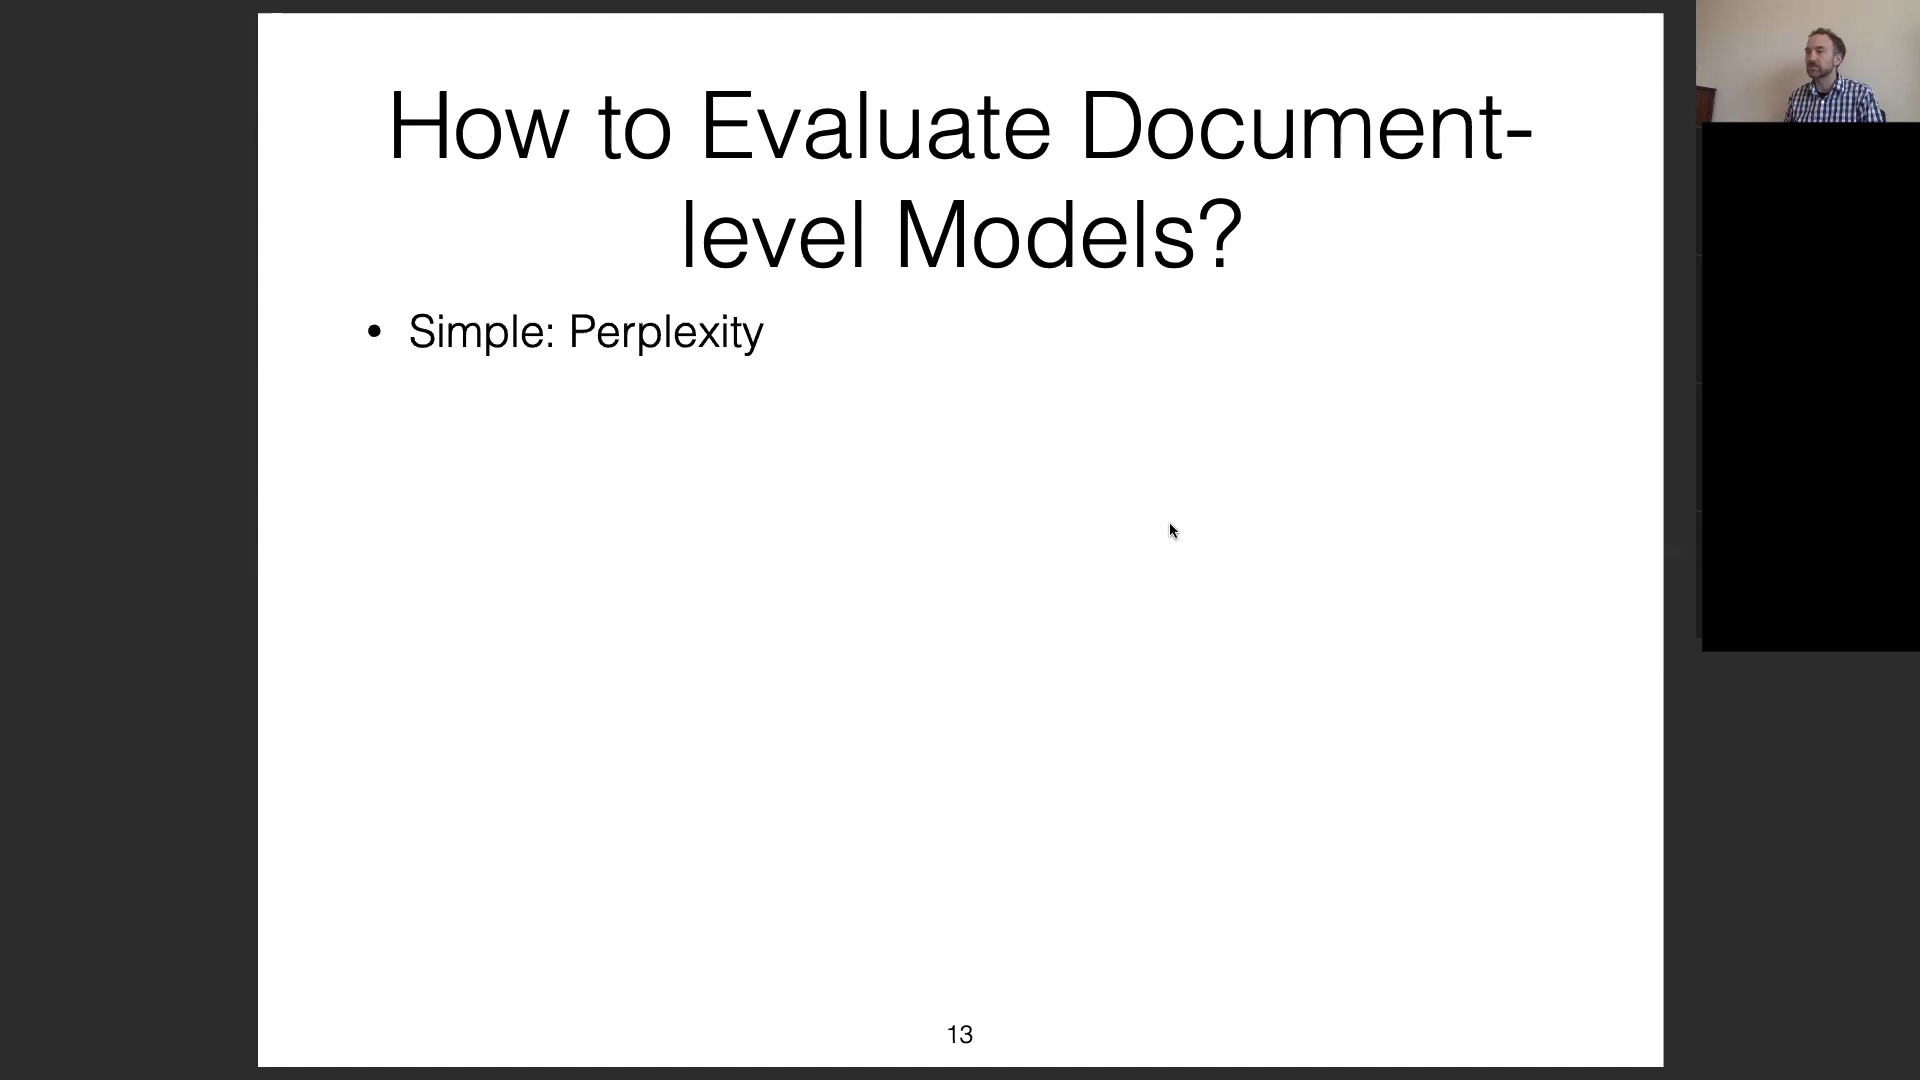 How to Evaluate Document-
level Models?
• Simple: Perplexity
13